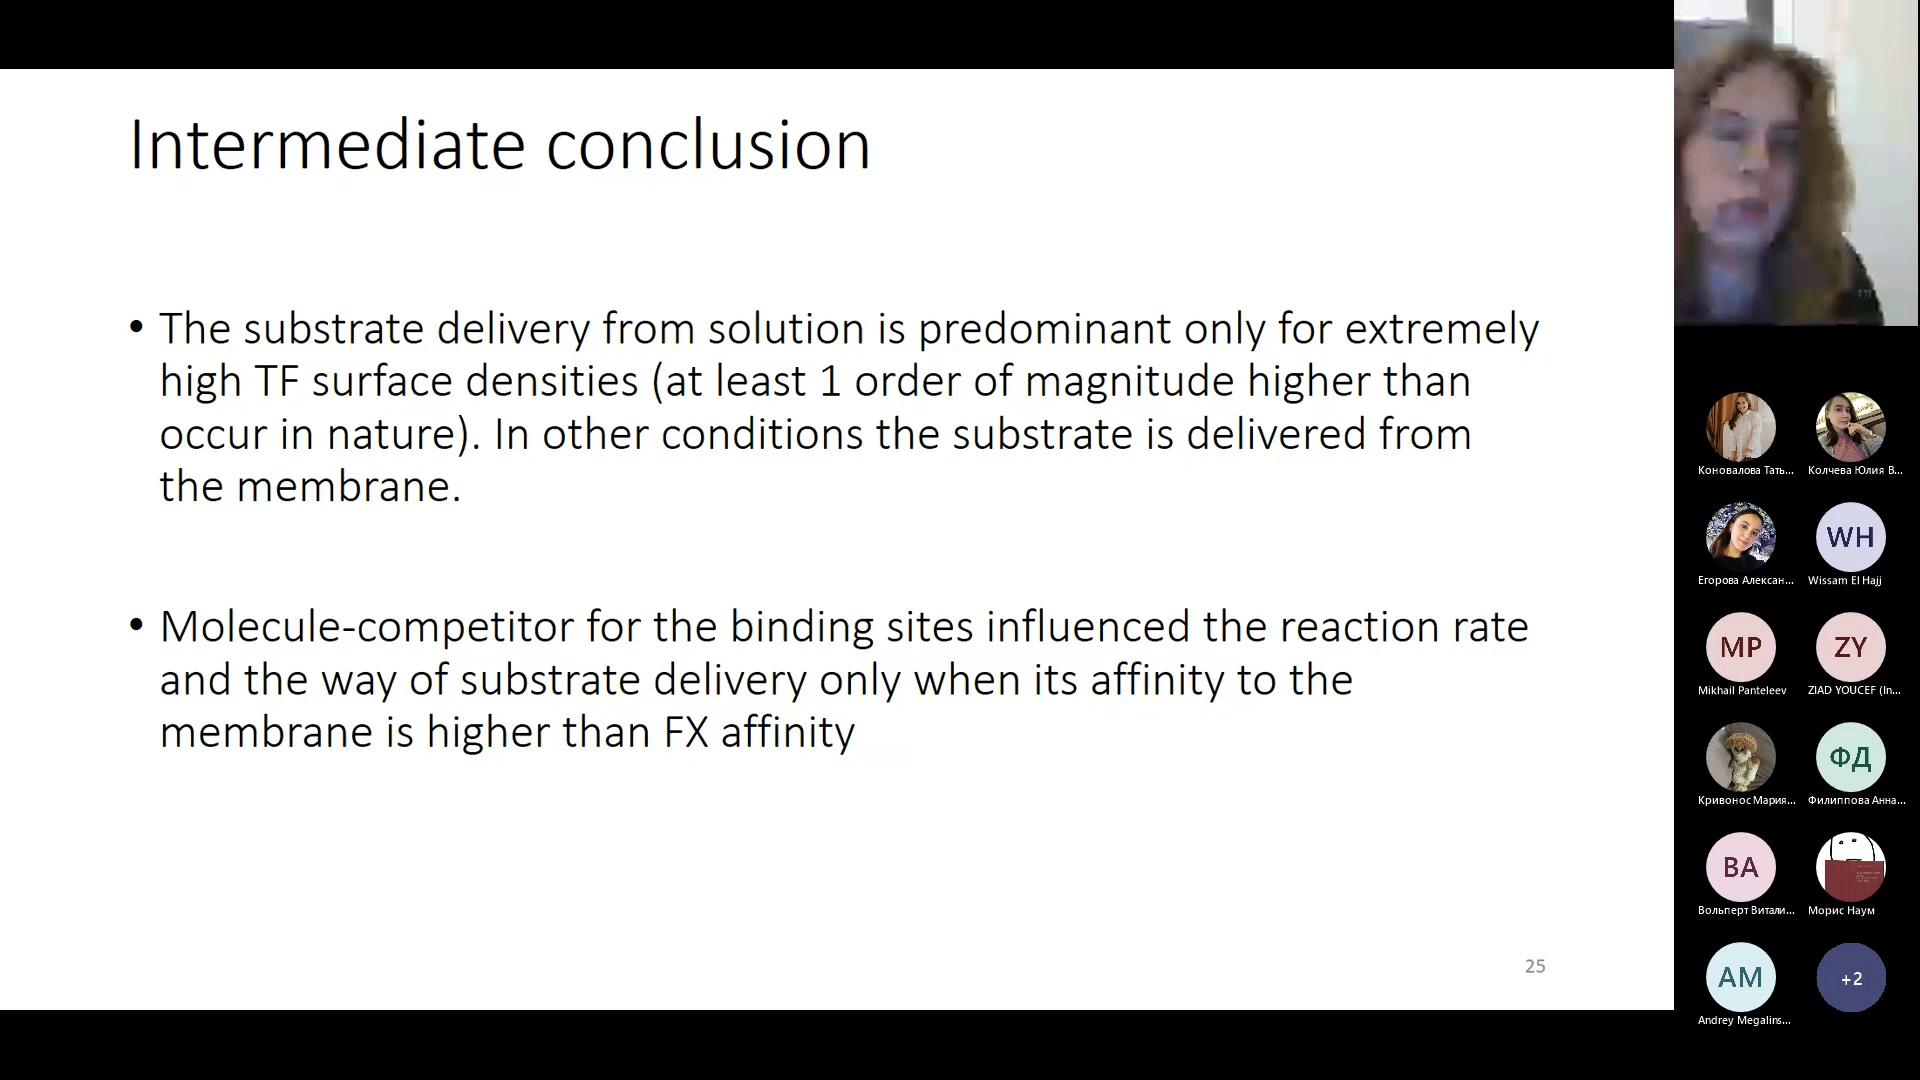 Intermediate conclusion
• The substrate delivery from solution is predominant only for extremely
high TF surface densities (at least 1 order of magnitude higher than
occur in nature). In other conditions the substrate is delivered from
the membrane.
• Molecule-competitor for the binding sites influenced the reaction rate
and the way of substrate delivery only when its affinity to the
membrane is higher than FX affinity
25
Коновалова Тать...
Колчева Юлия В...
WH
Егорова Алексан...
Wissam El Hajj
MP
ZY
Mikhail Panteleev
ZIAD YOUCEF (In...
ФД
Кривонос Мария...
Филиппова Анна...
ВА
Вольперт Витали...
Морис Наум
AM
+2
Andrey Megalins...